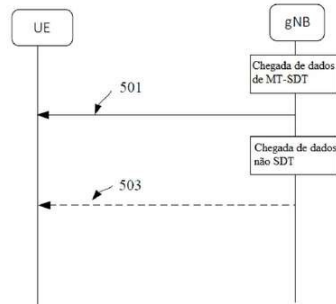 UE
gNB
Chegada de dados
de MT-SDT
501
Chegada de dados
não SDT
503